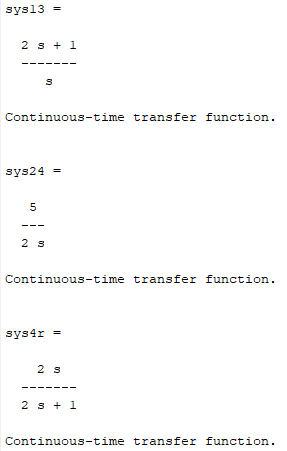 sys13 =
2 s + 1
-------
s
Continuous-time transfer function.
sys24 =
5
---
2 s
Continuous-time transfer function.
sys4r =
2 s
-------
2 s + 1
Continuous-time transfer function.